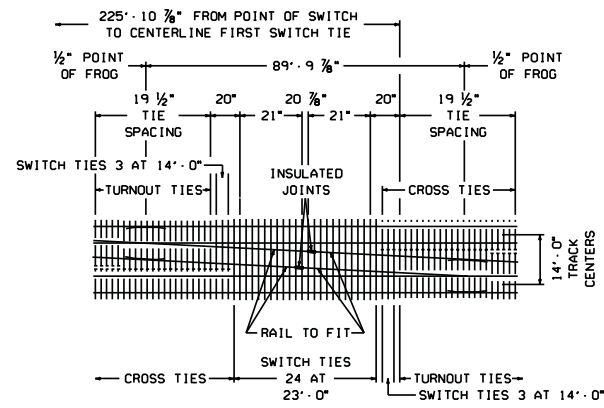 225'-10 ⅞" FROM POINT OF SWITCH
TO CENTERLINE FIRST SWITCH TIE
½" POINT
OF FROG
89'-9 ⅞"
½" POINT
OF FROG
19 ½"
TIE
SPACING
20"
21"
20 ⅞"
21"
20"
19 ½"
TIE
SPACING
SWITCH TIES 3 AT 14'-0"
INSULATED
JOINTS
TURNOUT TIES
CROSS TIES
14'-0"
TRACK
CENTERS
RAIL TO FIT
CROSS TIES
SWITCH TIES
24 AT
23'-0"
TURNOUT TIES
SWITCH TIES 3 AT 14'-0"